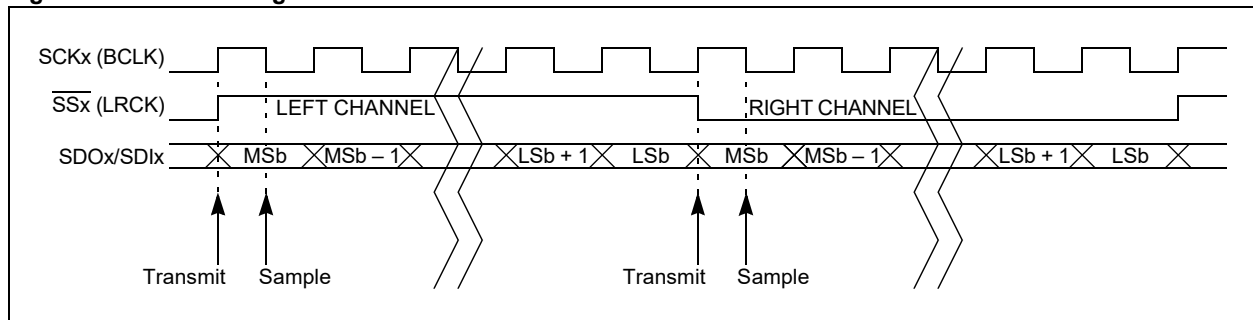 SCKx (BCLK)
SSx (LRCK) LEFT CHANNEL RIGHT CHANNEL
SDOx/SDIx MSb MSb – 1 LSb + 1 LSb MSb MSb – 1 LSb + 1 LSb
Transmit Sample Transmit Sample